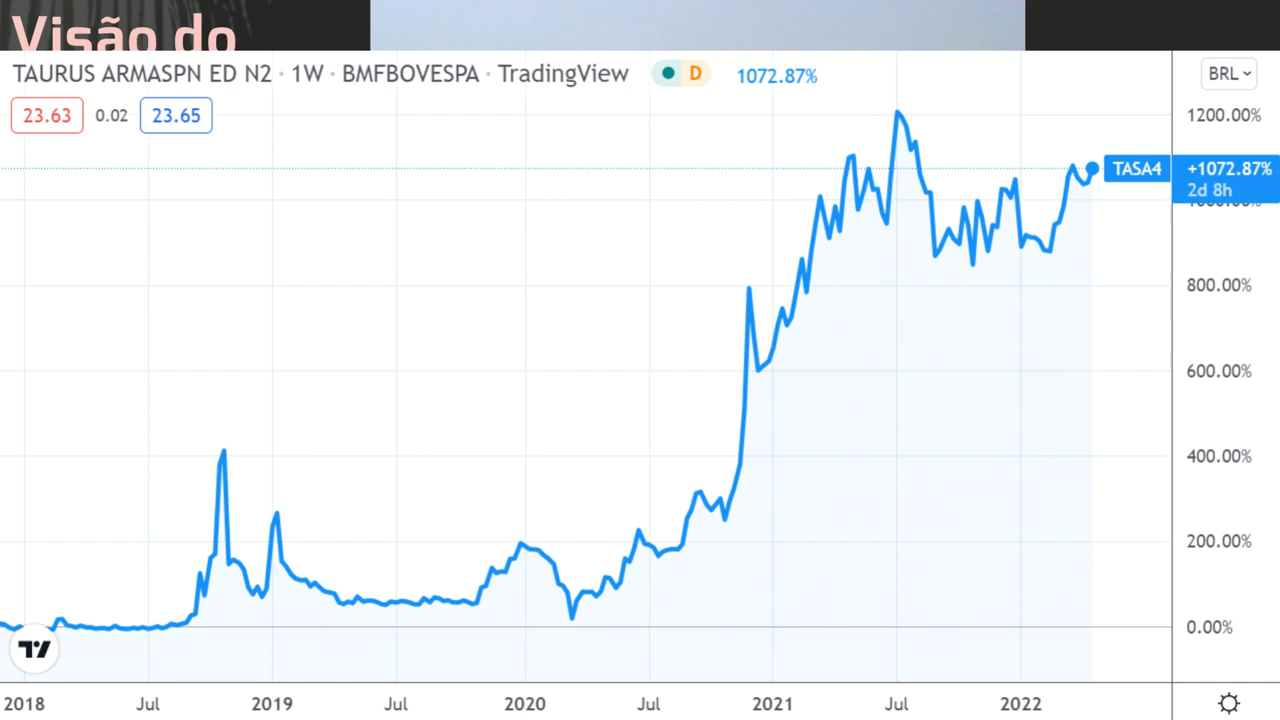 Visão do
TAURUS ARMASPN ED N2 · 1W · BMFBOVESPA · TradingView D 1072.87% BRL
23.63 0.02 23.65
1200.00%
TASA4 +1072.87%
2d 8h
1000.00%
800.00%
600.00%
400.00%
200.00%
0.00%
2018 Jul 2019 Jul 2020 Jul 2021 Jul 2022